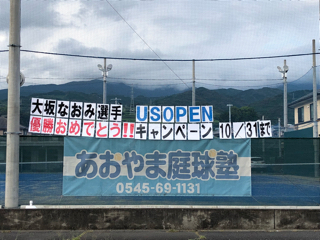 大坂なおみ選手
優勝おめでとう!!
USOPEN
キャンペーン 10/31まで
あおやま庭球塾
0545-69-1131